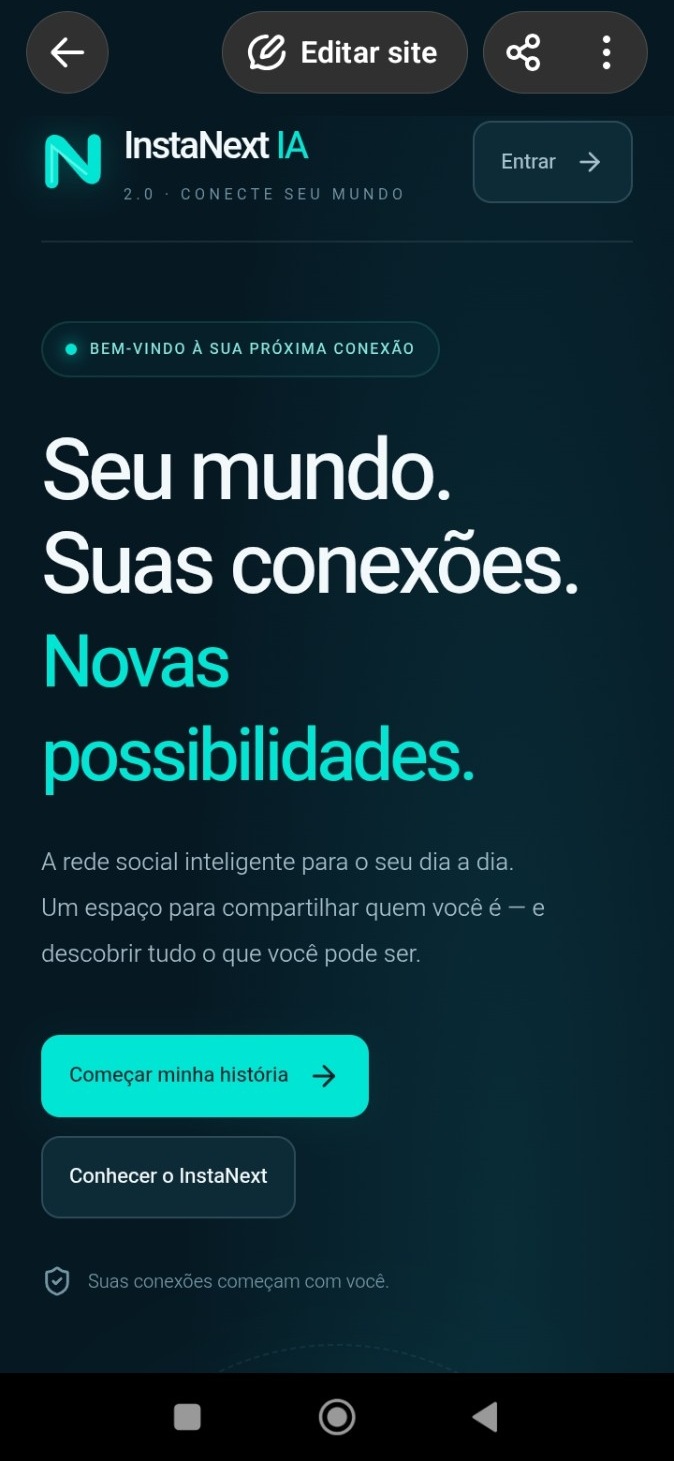 Editar site
InstaNext IA
2.0 · CONECTE SEU MUNDO
Entrar
BEM-VINDO À SUA PRÓXIMA CONEXÃO
Seu mundo.
Suas conexões.
Novas
possibilidades.
A rede social inteligente para o seu dia a dia.
Um espaço para compartilhar quem você é — e
descobrir tudo o que você pode ser.
Começar minha história
Conhecer o InstaNext
Suas conexões começam com você.